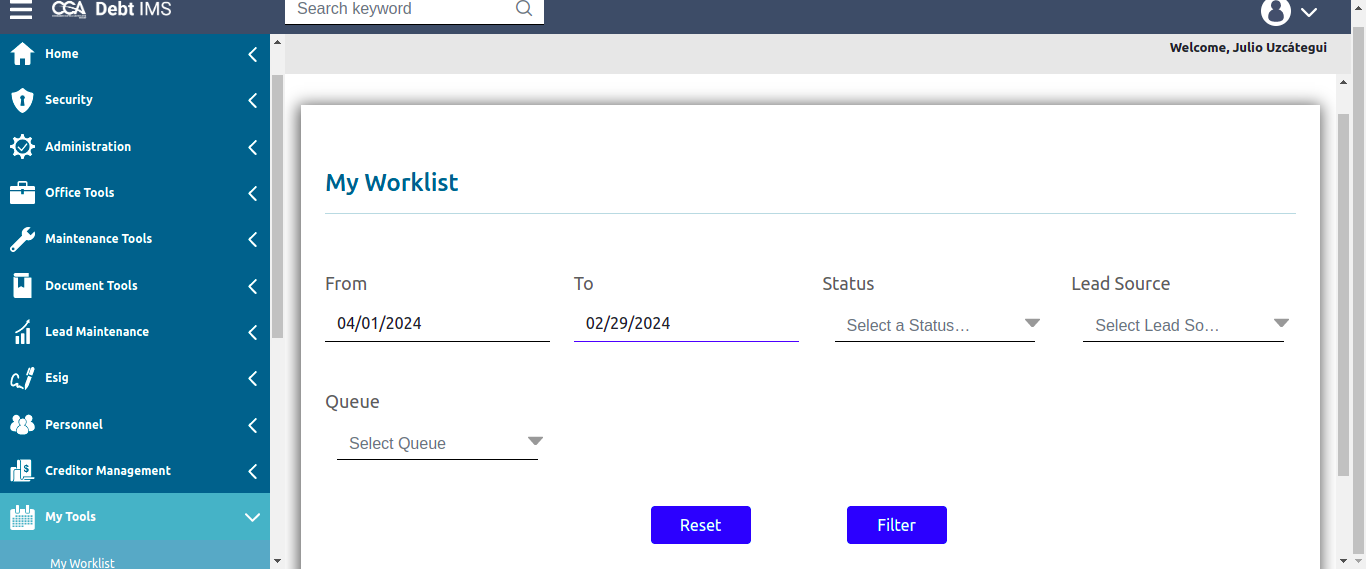 CGA Debt IMS
Search keyword
Welcome, Julio Uzcátegui
Home
Security
Administration
Office Tools
Maintenance Tools
Document Tools
Lead Maintenance
Esig
Personnel
Creditor Management
My Tools
My Worklist
My Worklist
From To Status Lead Source
04/01/2024 02/29/2024 Select a Status... Select Lead So...
Queue
Select Queue
Reset Filter